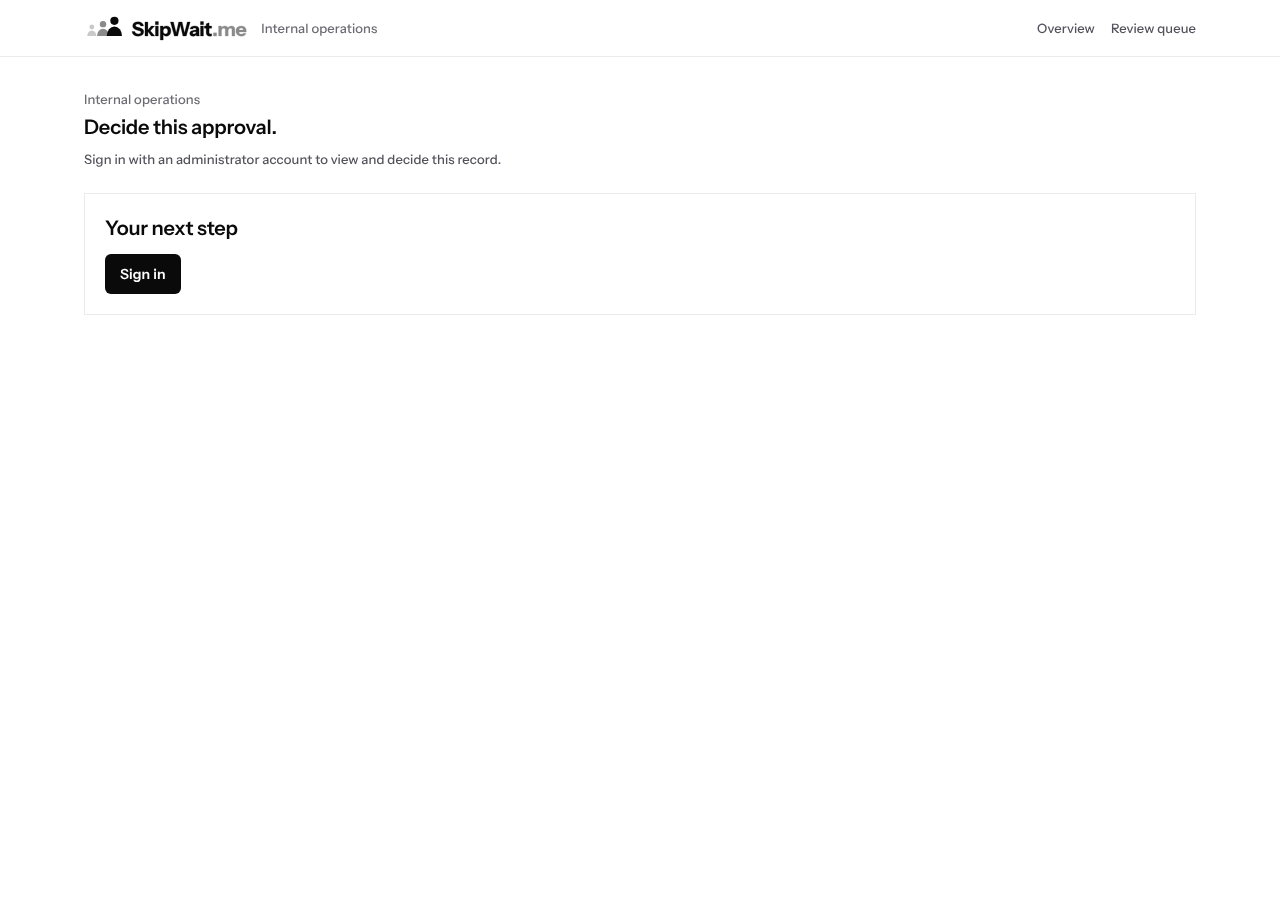 SkipWait.me Internal operations Overview Review queue
Internal operations
Decide this approval.
Sign in with an administrator account to view and decide this record.
Your next step
Sign in